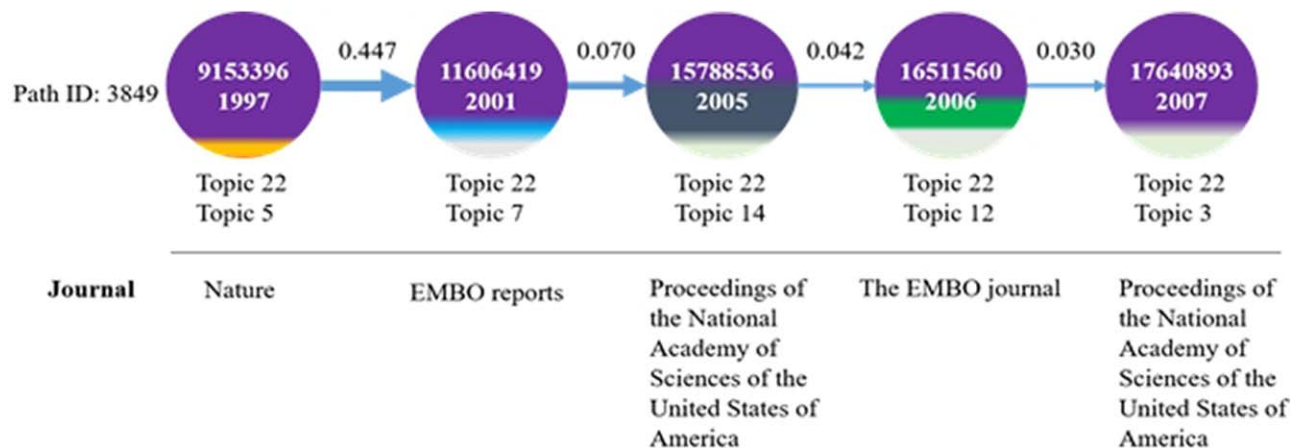 0.447
0.070
0.042
0.030
Path ID: 3849
9153396
1997
11606419
2001
15788536
2005
16511560
2006
17640893
2007
Topic 22
Topic 5
Topic 22
Topic 7
Topic 22
Topic 14
Topic 22
Topic 12
Topic 22
Topic 3
Journal
Nature
EMBO reports
Proceedings of
the National
Academy of
Sciences of the
United States of
America
The EMBO journal
Proceedings of
the National
Academy of
Sciences of the
United States of
America